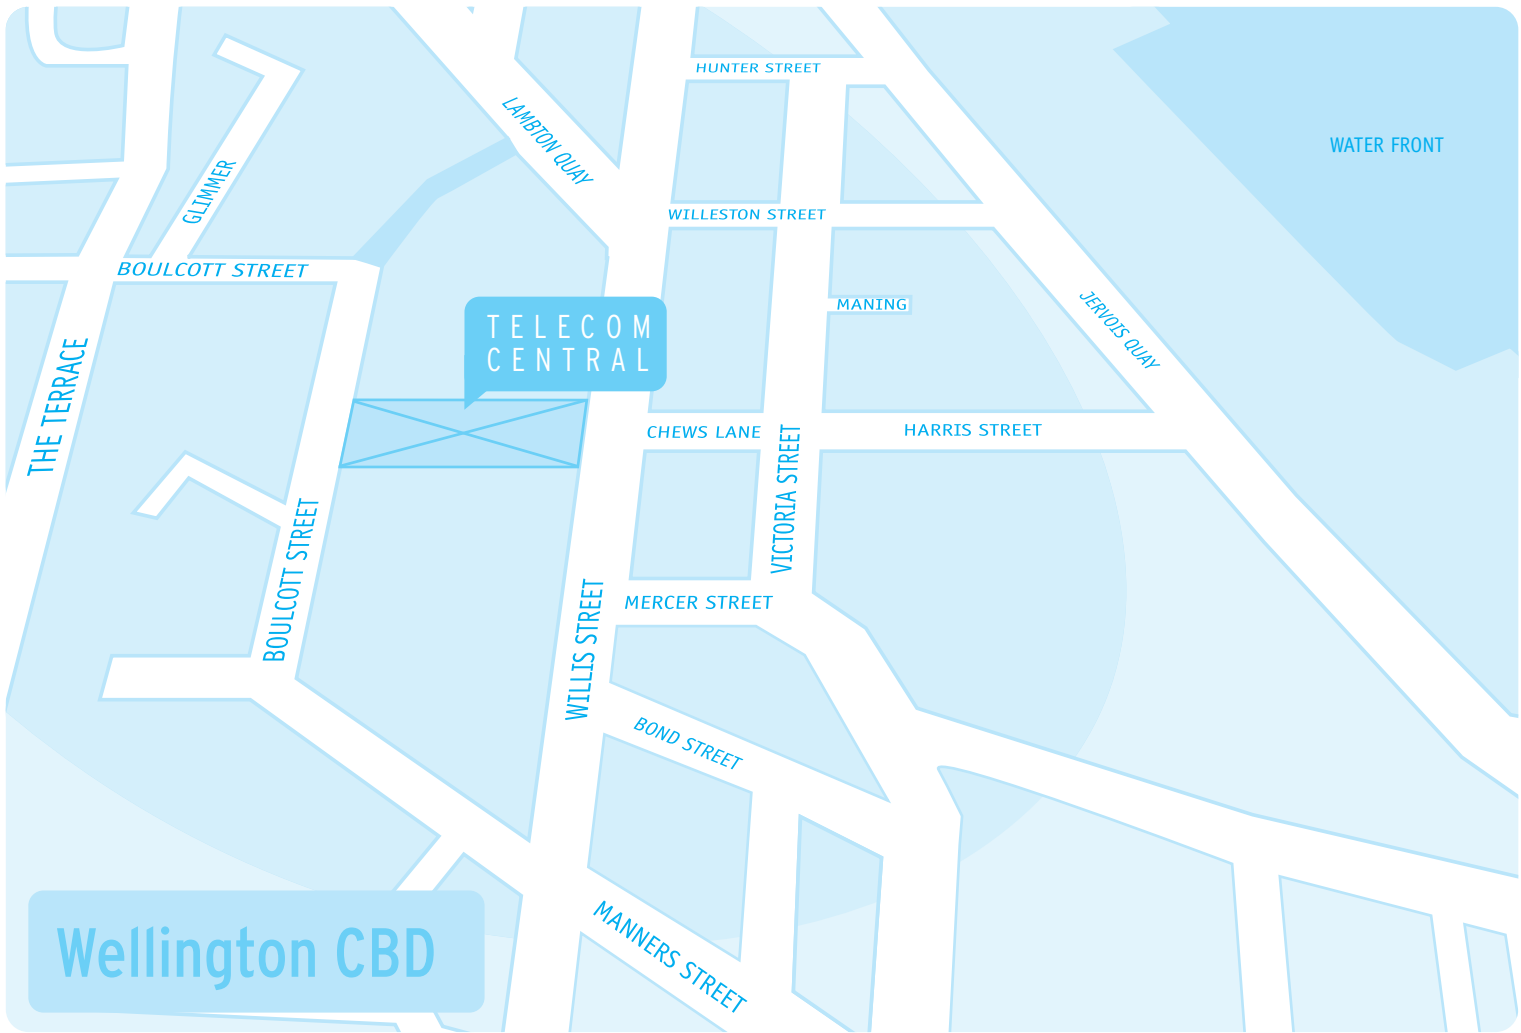 HUNTER STREET
LAMBTON QUAY
WATER FRONT
GLIMMER
WILLESTON STREET
BOULCOTT STREET
MANING
JERVOIS QUAY
TELECOM
CENTRAL
THE TERRACE
CHEWS LANE
HARRIS STREET
VICTORIA STREET
BOULCOTT STREET
MERCER STREET
WILLIS STREET
BOND STREET
MANNERS STREET
Wellington CBD